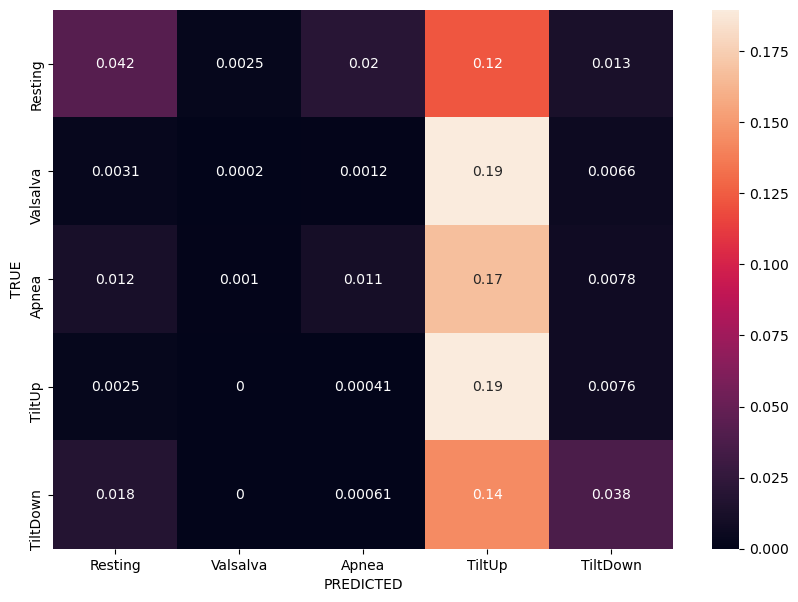 Resting 0.042 0.0025 0.02 0.12 0.013
Valsalva 0.0031 0.0002 0.0012 0.19 0.0066
Apnea 0.012 0.001 0.011 0.17 0.0078
TiltUp 0.0025 0 0.00041 0.19 0.0076
TiltDown 0.018 0 0.00061 0.14 0.038
TRUE
Resting Valsalva Apnea TiltUp TiltDown
PREDICTED
0.175
0.150
0.125
0.100
0.075
0.050
0.025
0.000